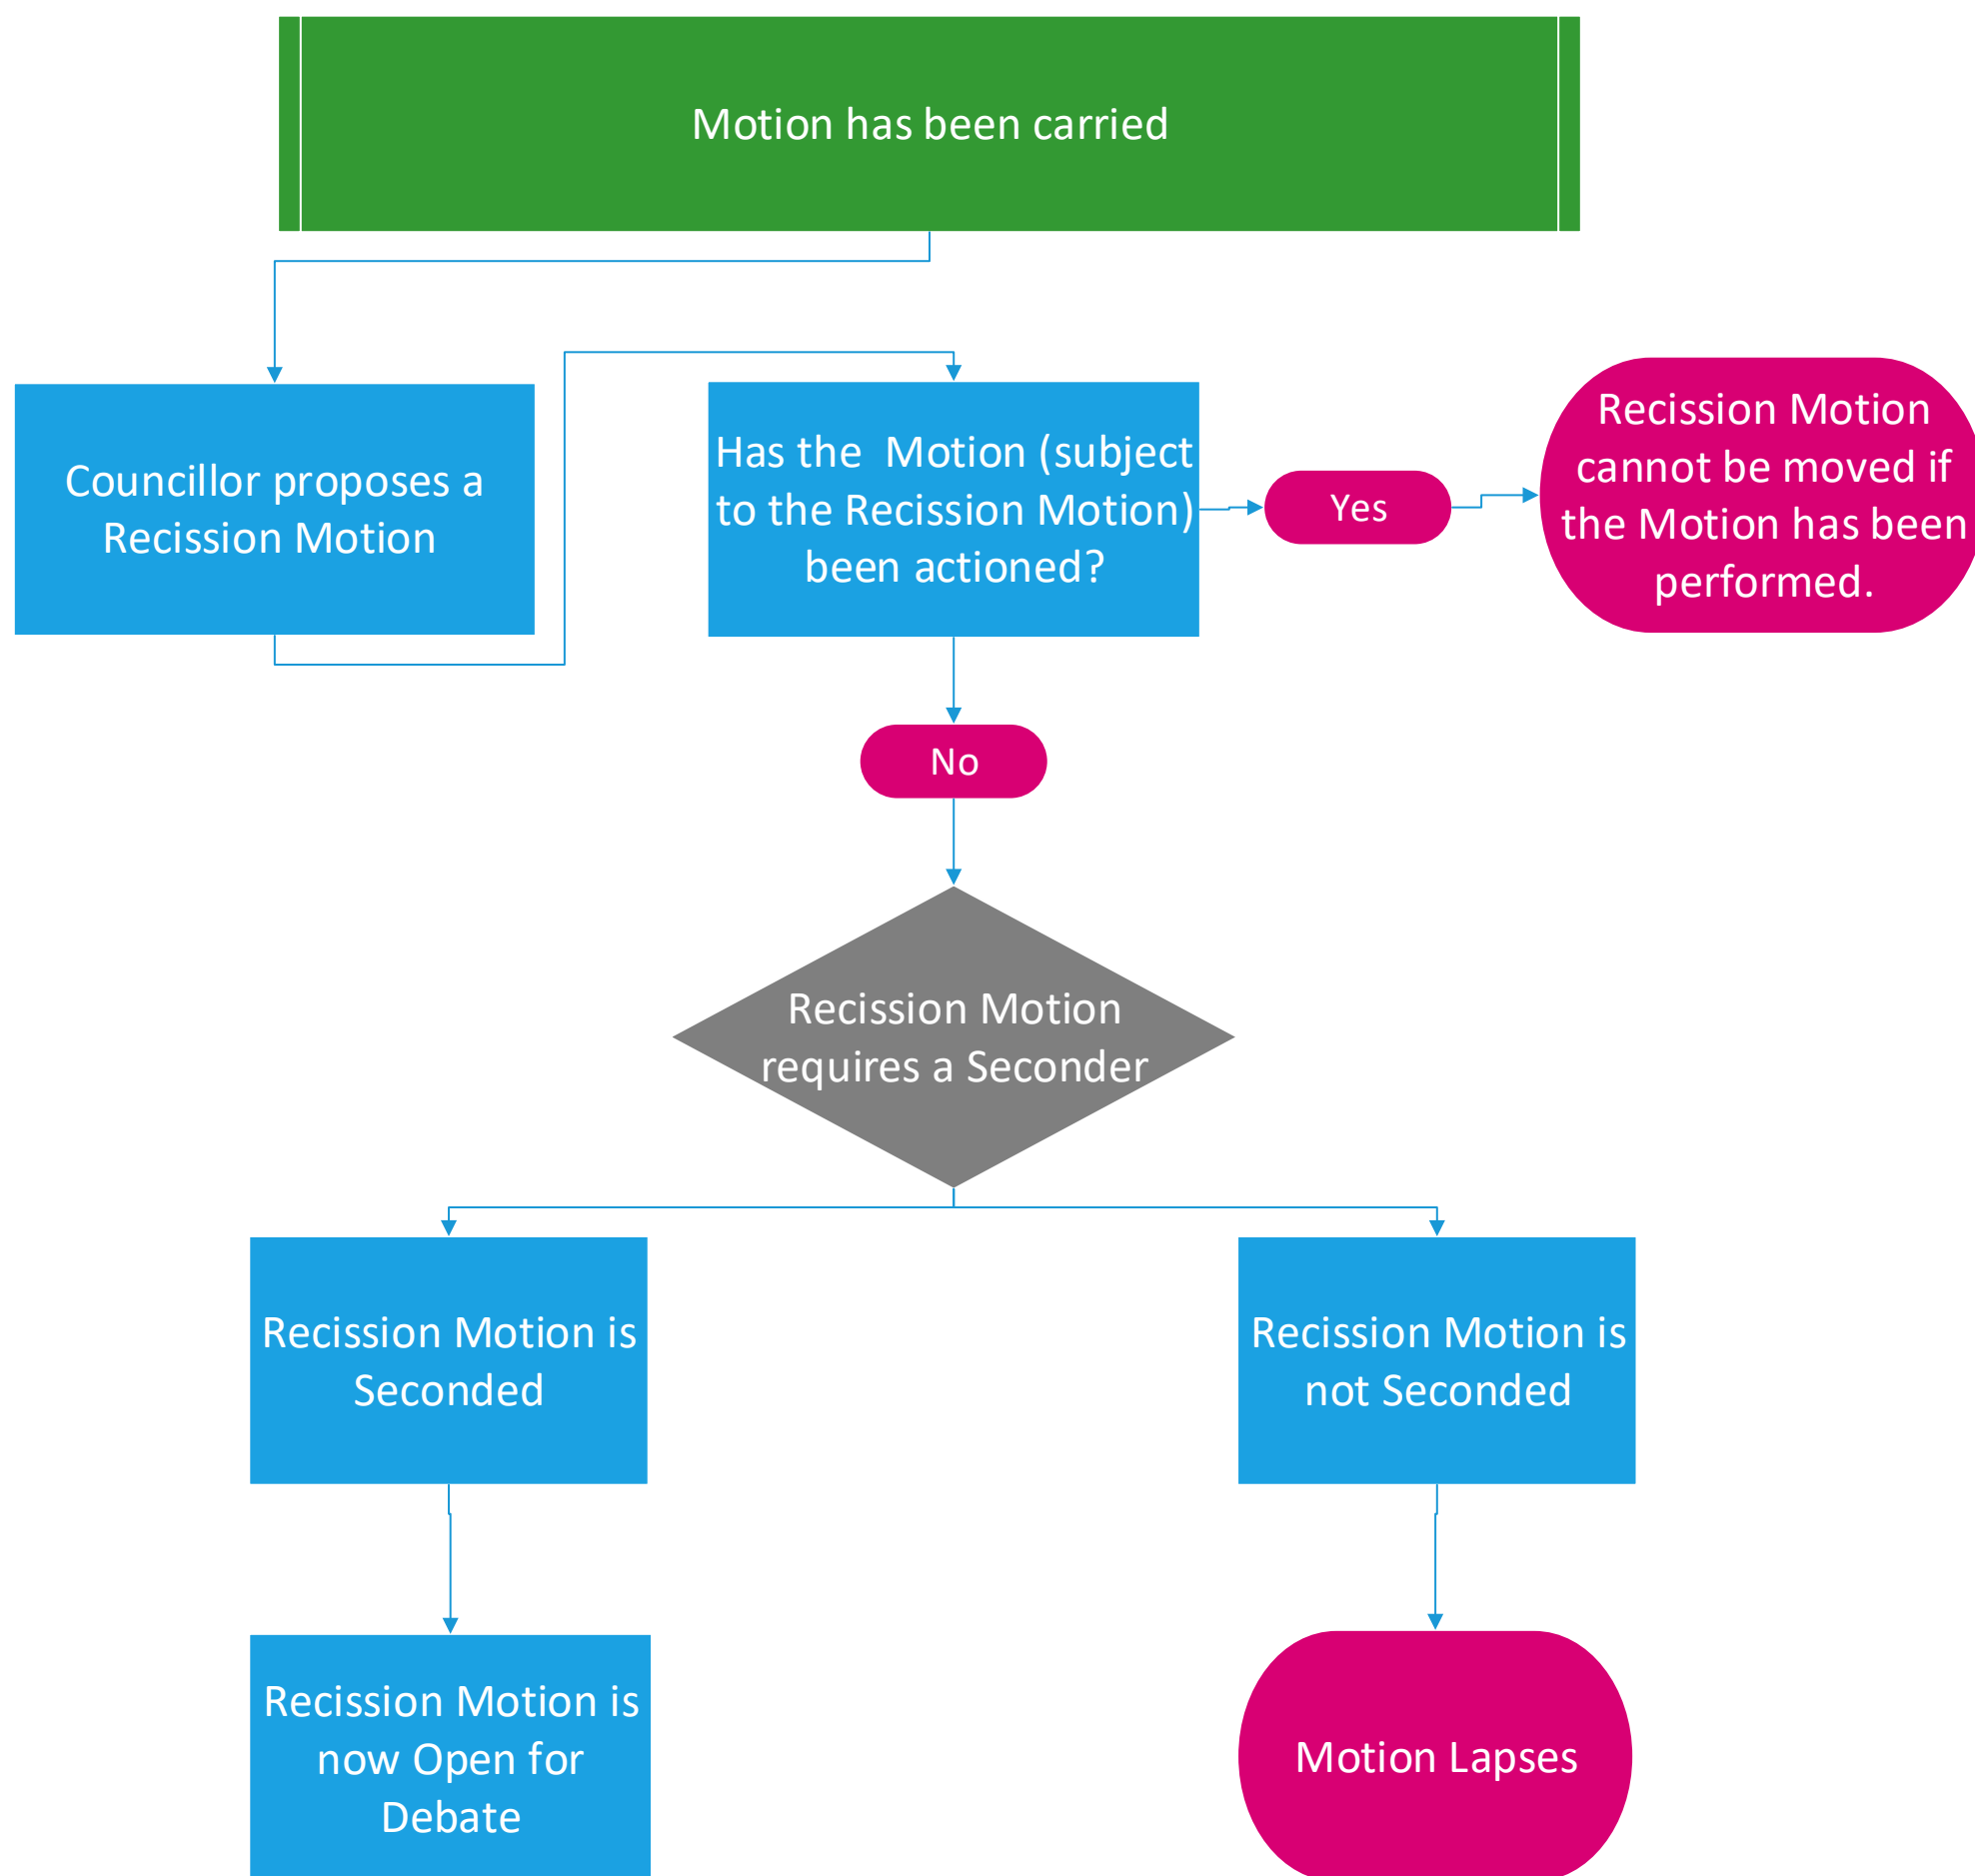 Motion has been carried
Councillor proposes a
Recission Motion
Has the  Motion (subject
to the Recission Motion)
been actioned?
Yes
Recission Motion
cannot be moved if
the Motion has been
performed.
No
Recission Motion
requires a Seconder
Recission Motion is
Seconded
Recission Motion is
not Seconded
Recission Motion is
now Open for
Debate
Motion Lapses